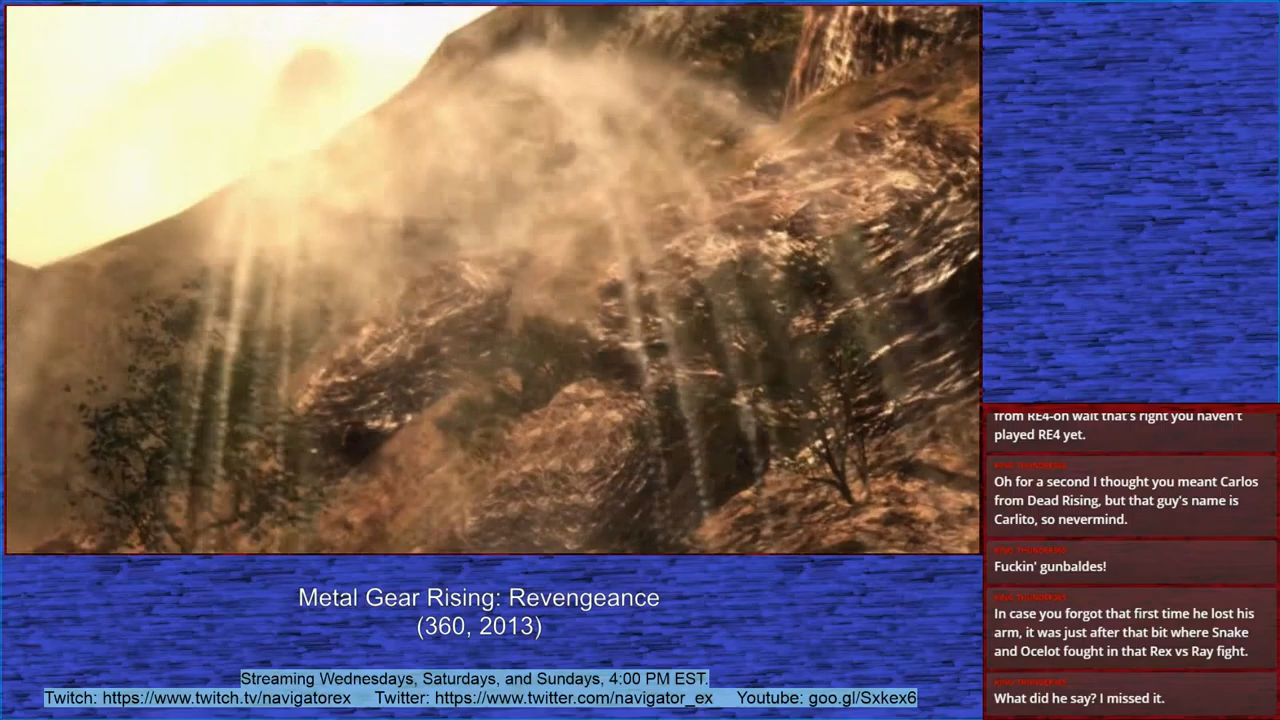 from RE4-oh wait that's right you haven't
played RE4 yet.
Oh for a second I thought you meant Carlos
from Dead Rising, but that guy's name is
Carlito, so nevermind.
Fuckin' gunbaldes!
In case you forgot that first time he lost his
arm, it was just after that bit where Snake
and Ocelot fought in that Rex vs Ray fight.
What did he say? I missed it.
Metal Gear Rising: Revengeance
(360, 2013)
Streaming Wednesdays, Saturdays, and Sundays, 4:00 PM EST.
Twitch: https://www.twitch.tv/navigatorex Twitter: https://www.twitter.com/navigator_ex Youtube: goo.gl/Sxkex6